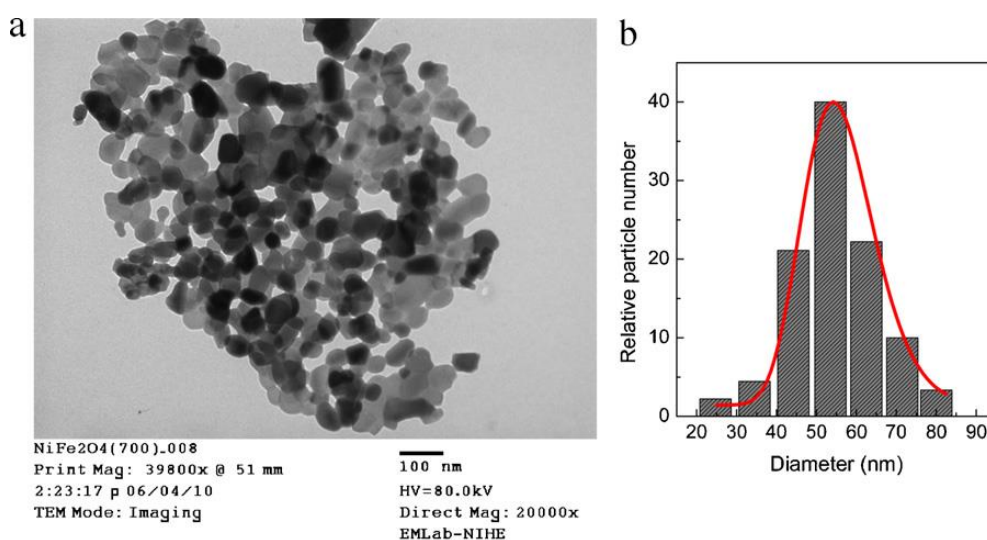 a
NiFe2O4(700)_008
Print Mag: 39800x @ 51 mm
2:23:17 p 06/04/10
TEM Mode: Imaging
100 nm
HV=80.0kV
Direct Mag: 20000x
EMLab-NIHE
b
Relative particle number
40
30
20
10
0
20 30 40 50 60 70 80 90
Diameter (nm)